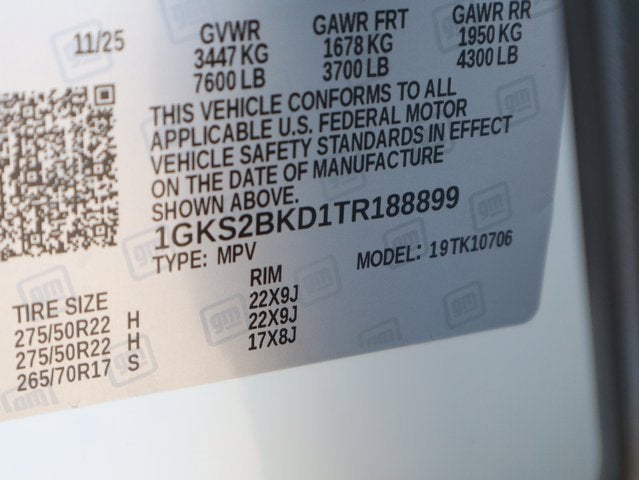 11/25 GVWR GAWR FRT GAWR RR
3447 KG 1678 KG 1950 KG
7600 LB 3700 LB 4300 LB
THIS VEHICLE CONFORMS TO ALL
APPLICABLE U.S. FEDERAL MOTOR
VEHICLE SAFETY STANDARDS IN EFFECT
ON THE DATE OF MANUFACTURE
SHOWN ABOVE.
1GKS2BKD1TR188899
TYPE: MPV MODEL: 19TK10706
TIRE SIZE RIM
275/50R22 H 22X9J
275/50R22 H 22X9J
265/70R17 S 17X8J
gm